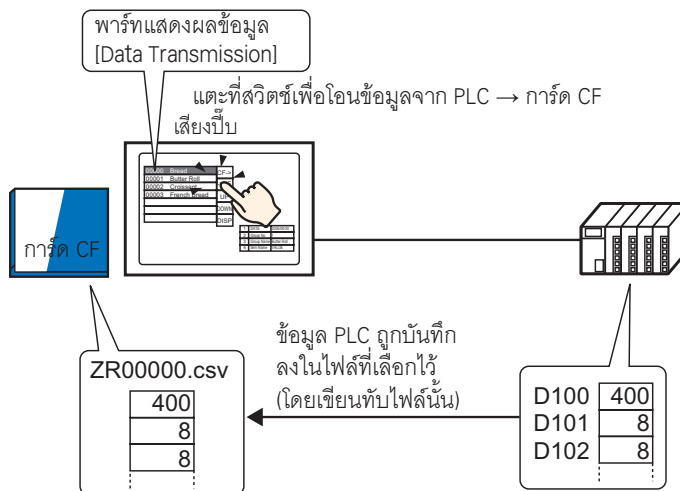 พาร์ทแสดงผลข้อมูล
[Data Transmission]
แตะที่สวิตช์เพื่อโอนข้อมูลจาก PLC → การ์ด CF
เสียงปี๊บ
00000 Bread
00001 Butter Roll
00002 Croissant
00003 French Bread
CF->
UP
DOWN
DISP
การ์ด CF
ข้อมูล PLC ถูกบันทึก
ลงในไฟล์ที่เลือกไว้
(โดยเขียนทับไฟล์นั้น)
ZR00000.csv
400
8
8
D100 400
D101 8
D102 8